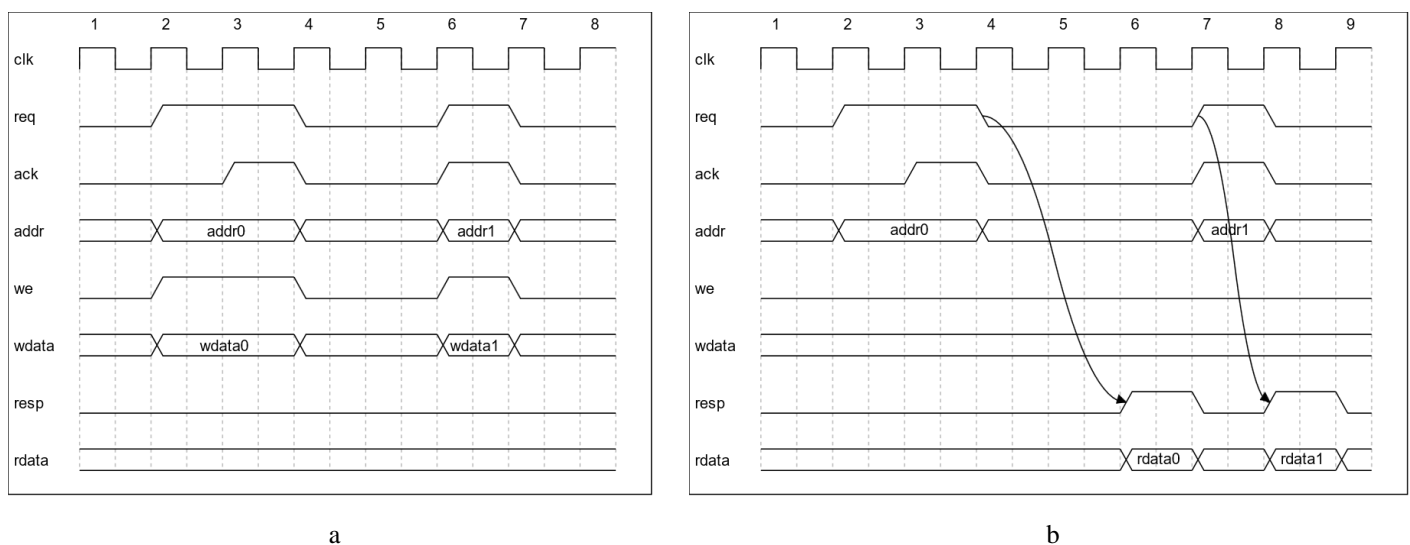 1 2 3 4 5 6 7 8
clk
req
ack
addr addr0 addr1
we
wdata wdata0 wdata1
resp
rdata
a
1 2 3 4 5 6 7 8 9
clk
req
ack
addr addr0 addr1
we
wdata
resp
rdata rdata0 rdata1
b